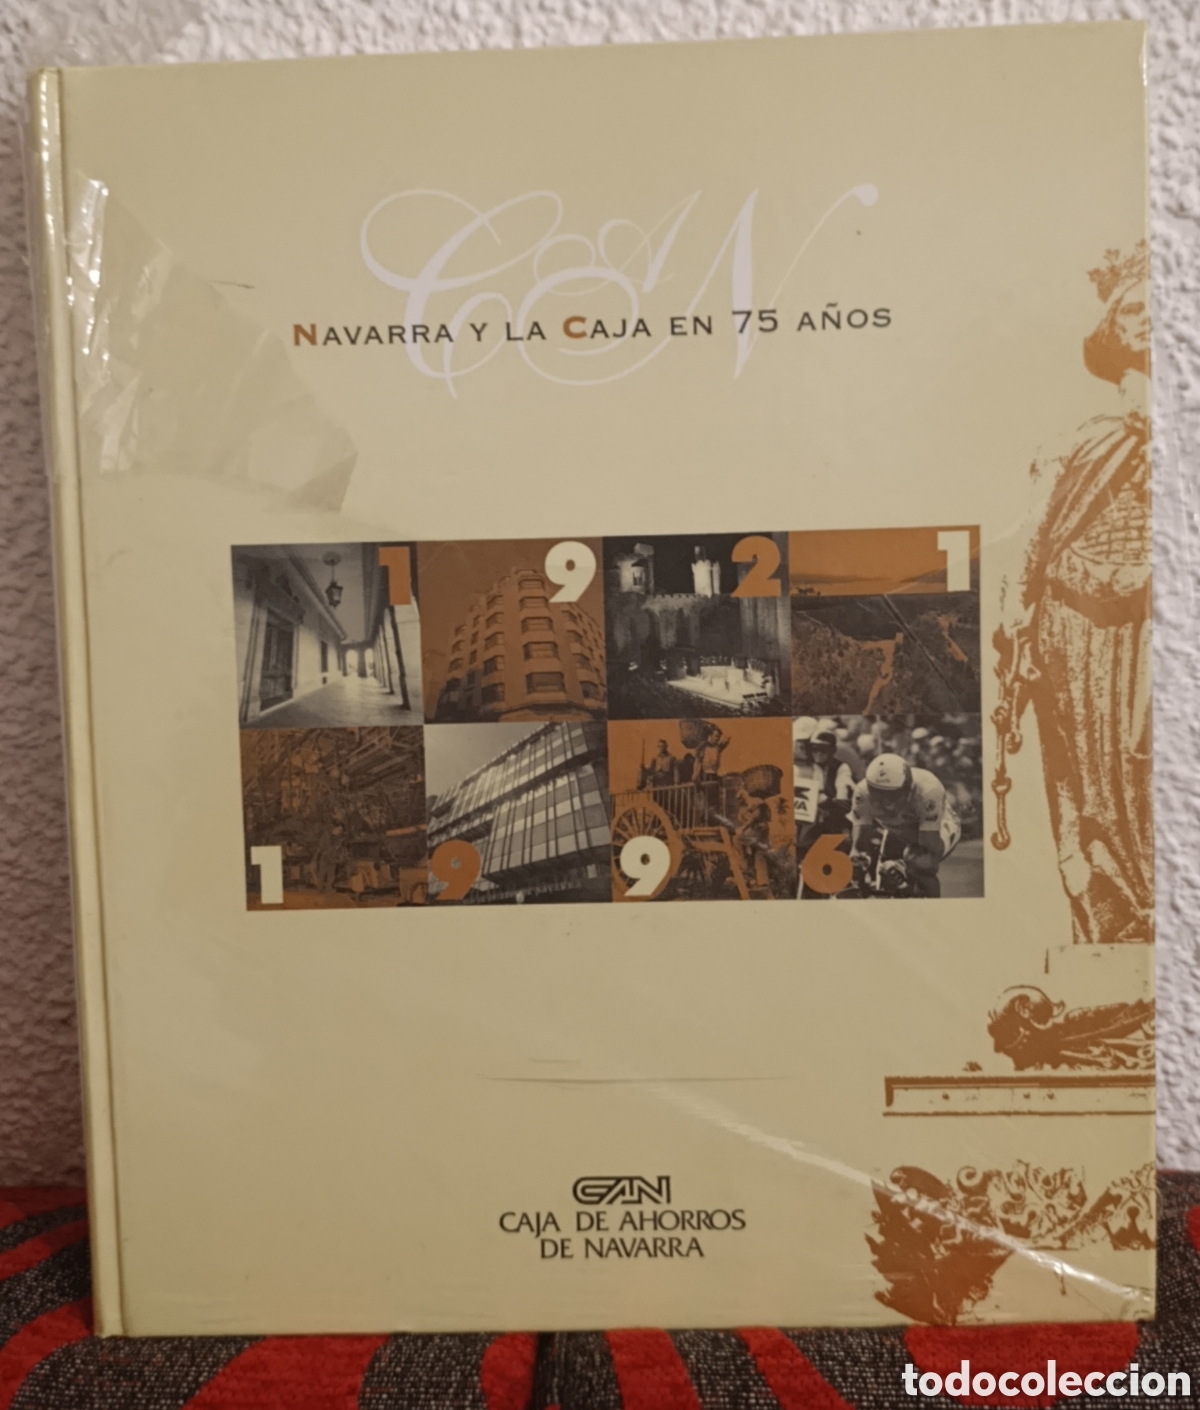 CAN
NAVARRA Y LA CAJA EN 75 AÑOS
1 9 2 1
1 9 9 6
CAN
CAJA DE AHORROS
DE NAVARRA
todocoleccion